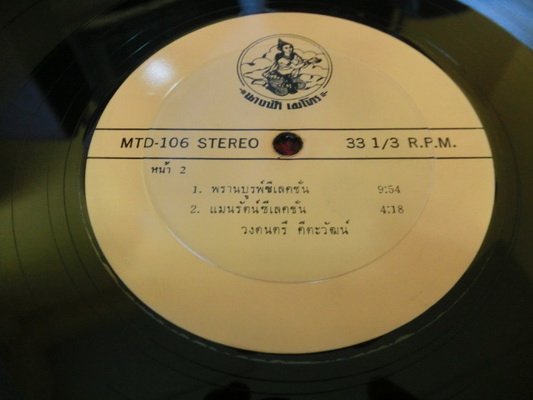 MTD-106 STEREO 33 1/3 R.P.M.
หน้า 2
1. พรานบูรพ์ซีเลคชั่น 9:54
2. แมนรัตน์ซีเลคชั่น 4:18
วงดนตรี คีตะวัฒน์